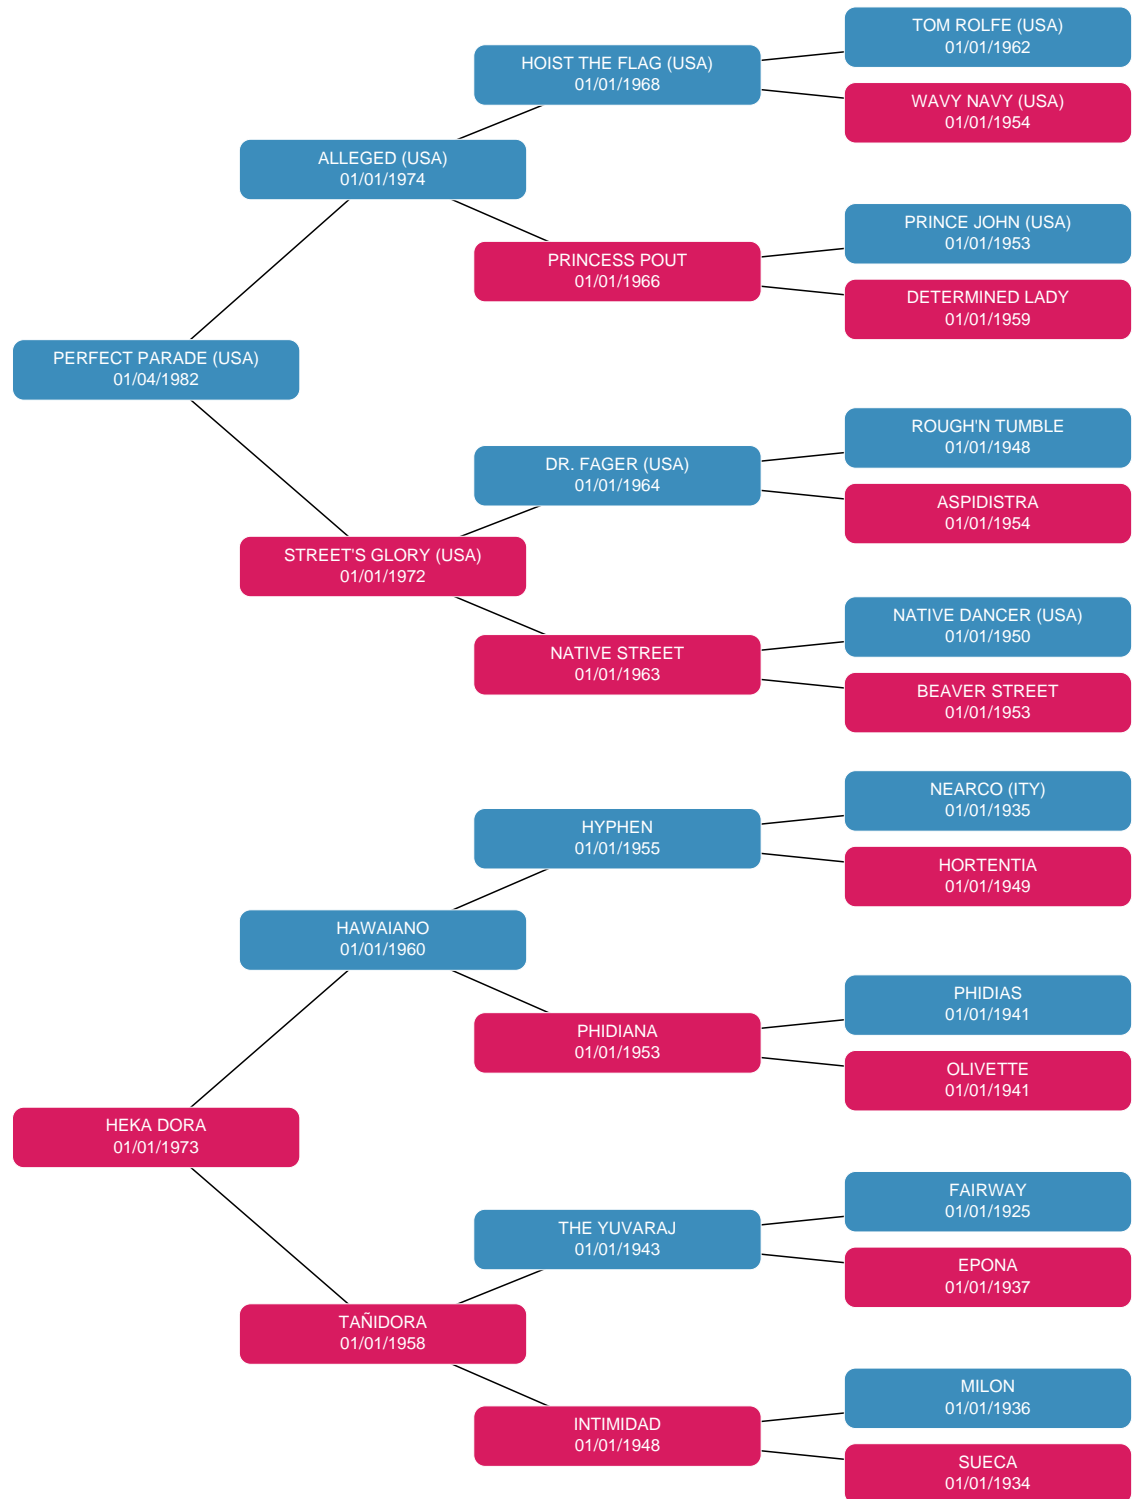 TOM ROLFE (USA)
01/01/1962
HOIST THE FLAG (USA)
01/01/1968
WAVY NAVY (USA)
01/01/1954
ALLEGED (USA)
01/01/1974
PRINCE JOHN (USA)
01/01/1953
PRINCESS POUT
01/01/1966
DETERMINED LADY
01/01/1959
PERFECT PARADE (USA)
01/04/1982
ROUGH'N TUMBLE
01/01/1948
DR. FAGER (USA)
01/01/1964
ASPIDISTRA
01/01/1954
STREET'S GLORY (USA)
01/01/1972
NATIVE DANCER (USA)
01/01/1950
NATIVE STREET
01/01/1963
BEAVER STREET
01/01/1953
NEARCO (ITY)
01/01/1935
HYPHEN
01/01/1955
HORTENTIA
01/01/1949
HAWAIANO
01/01/1960
PHIDIAS
01/01/1941
PHIDIANA
01/01/1953
OLIVETTE
01/01/1941
HEKA DORA
01/01/1973
FAIRWAY
01/01/1925
THE YUVARAJ
01/01/1943
EPONA
01/01/1937
TAÑIDORA
01/01/1958
MILON
01/01/1936
INTIMIDAD
01/01/1948
SUECA
01/01/1934